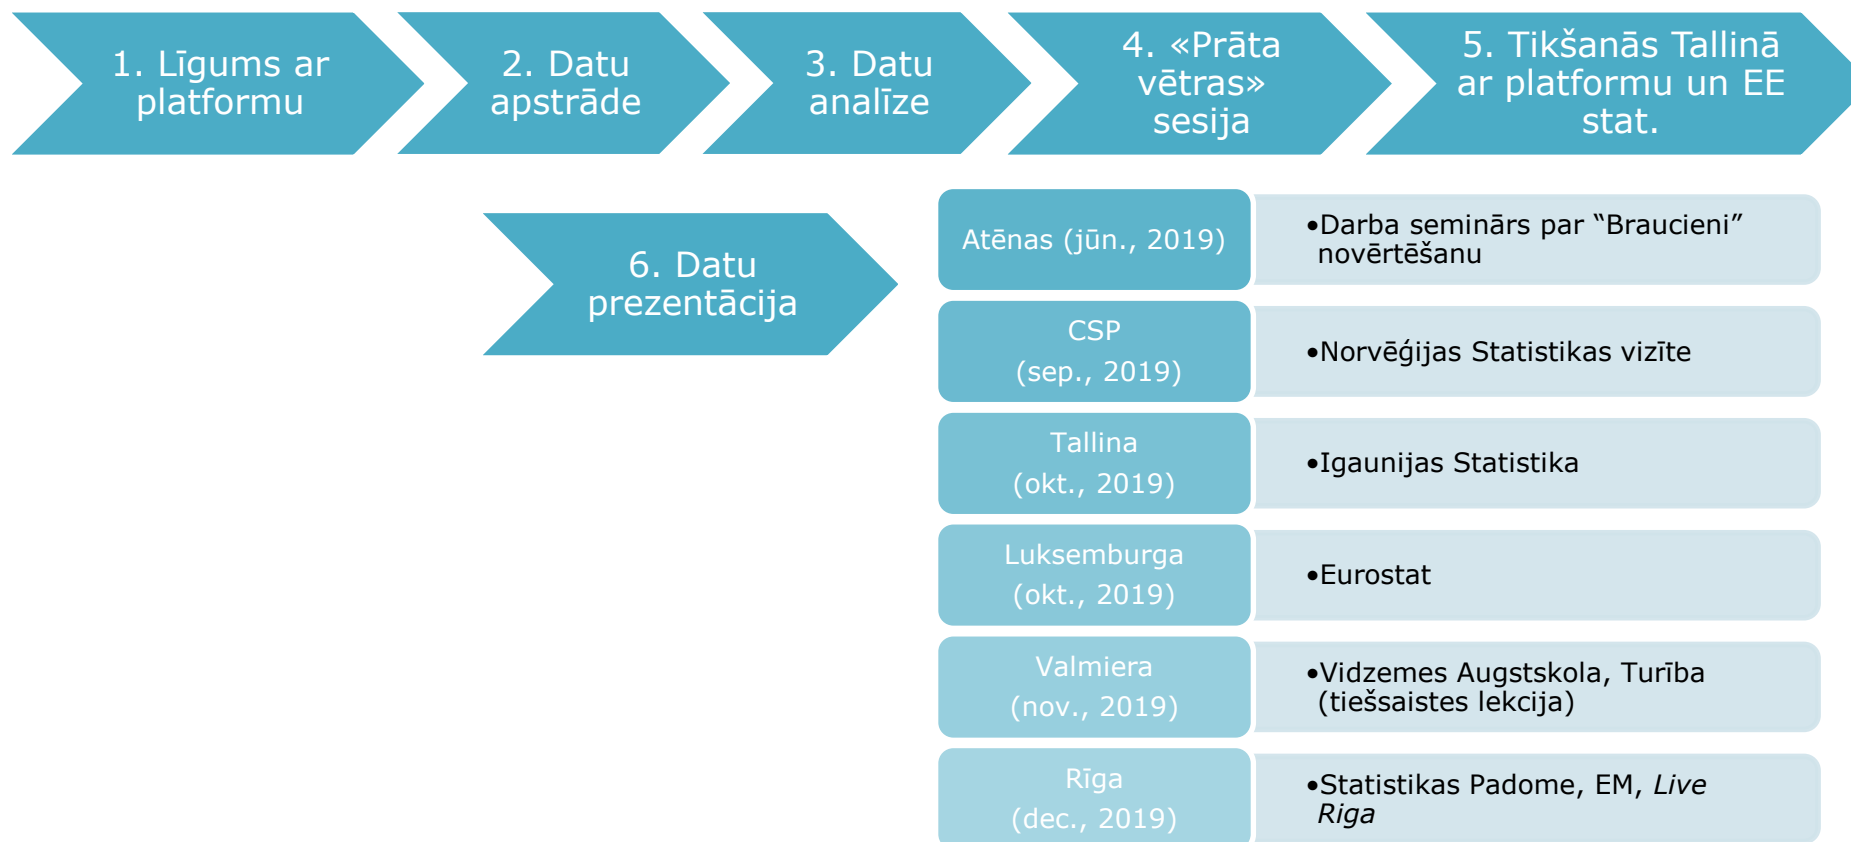 1. Līgums ar
platformu
2. Datu
apstrāde
3. Datu
analīze
4. «Prāta
vētras»
sesija
5. Tikšanās Tallinā
ar platformu un EE
stat.
6. Datu
prezentācija
Atēnas (jūn., 2019)
•Darba seminārs par “Braucieni”
novērtēšanu
CSP
(sep., 2019)
•Norvēģijas Statistikas vizīte
Tallina
(okt., 2019)
•Igaunijas Statistika
Luksemburga
(okt., 2019)
•Eurostat
Valmiera
(nov., 2019)
•Vidzemes Augstskola, Turība
(tiešsaistes lekcija)
Rīga
(dec., 2019)
•Statistikas Padome, EM, Live
Riga